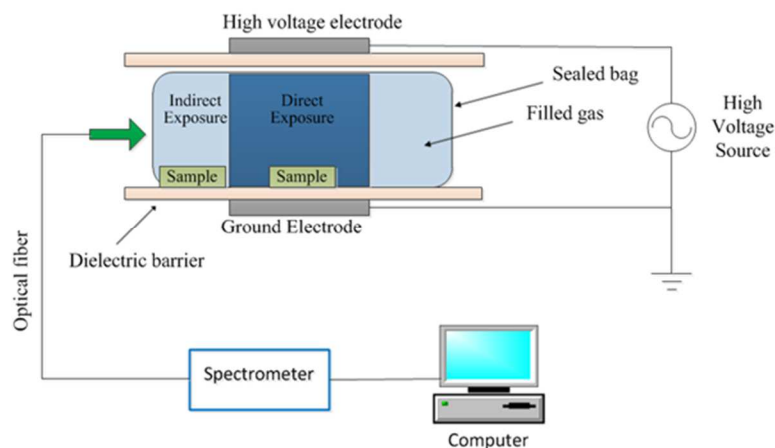 High voltage electrode
Sealed bag
Indirect
Exposure
Direct
Exposure
Filled gas
High
Voltage
Source
Sample
Sample
Ground Electrode
Dielectric barrier
Optical fiber
Spectrometer
Computer